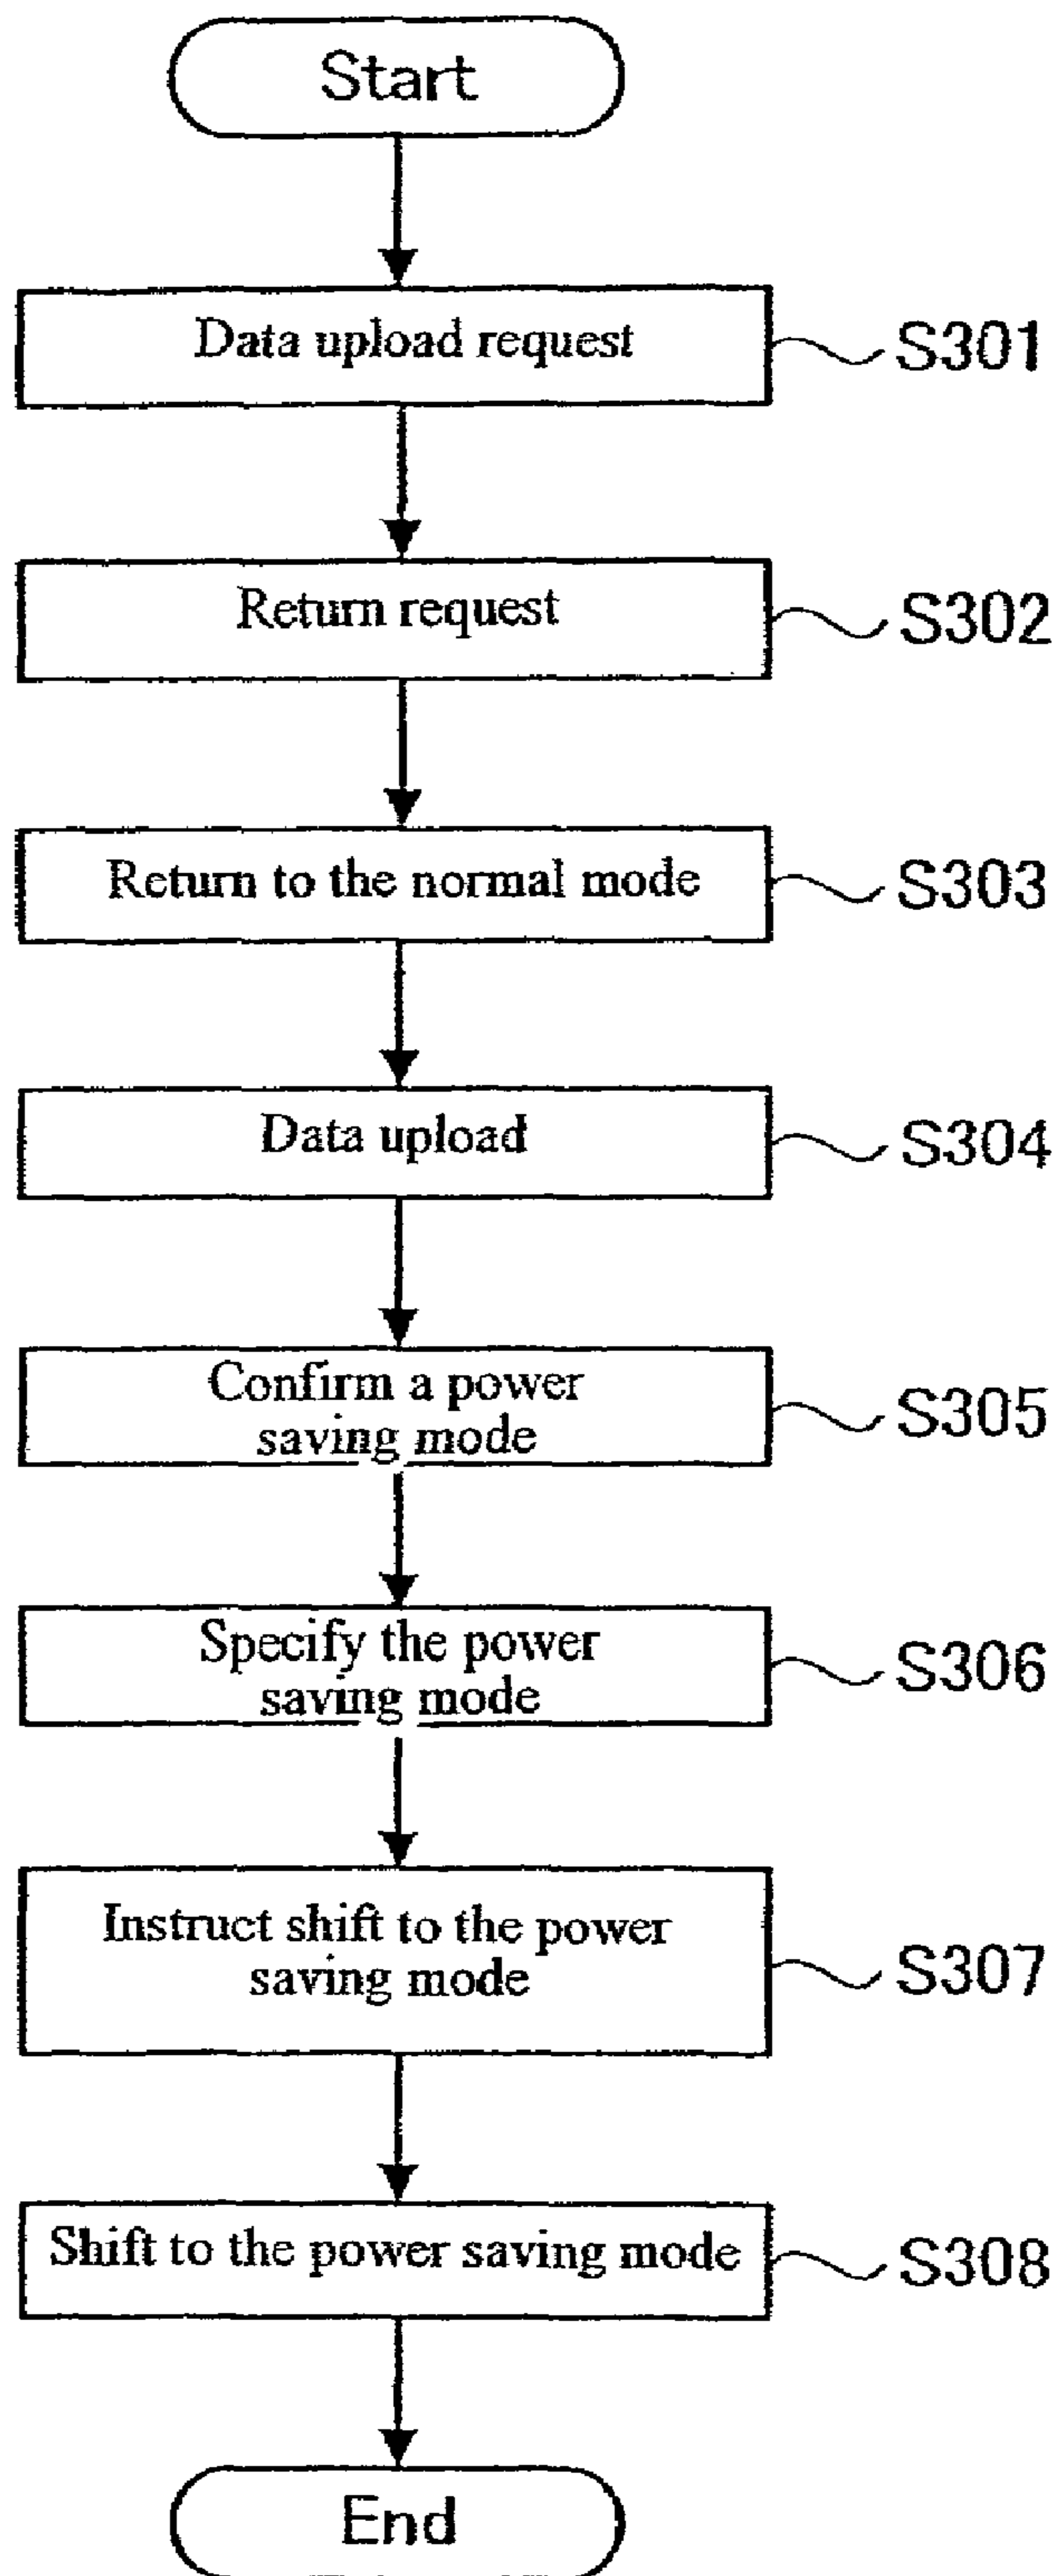 Start
Data upload request
S301
Return request
S302
Return to the normal mode
S303
Data upload
S304
Confirm a power
saving mode
S305
Specify the power
saving mode
S306
Instruct shift to the power
saving mode
S307
Shift to the power saving mode
S308
End